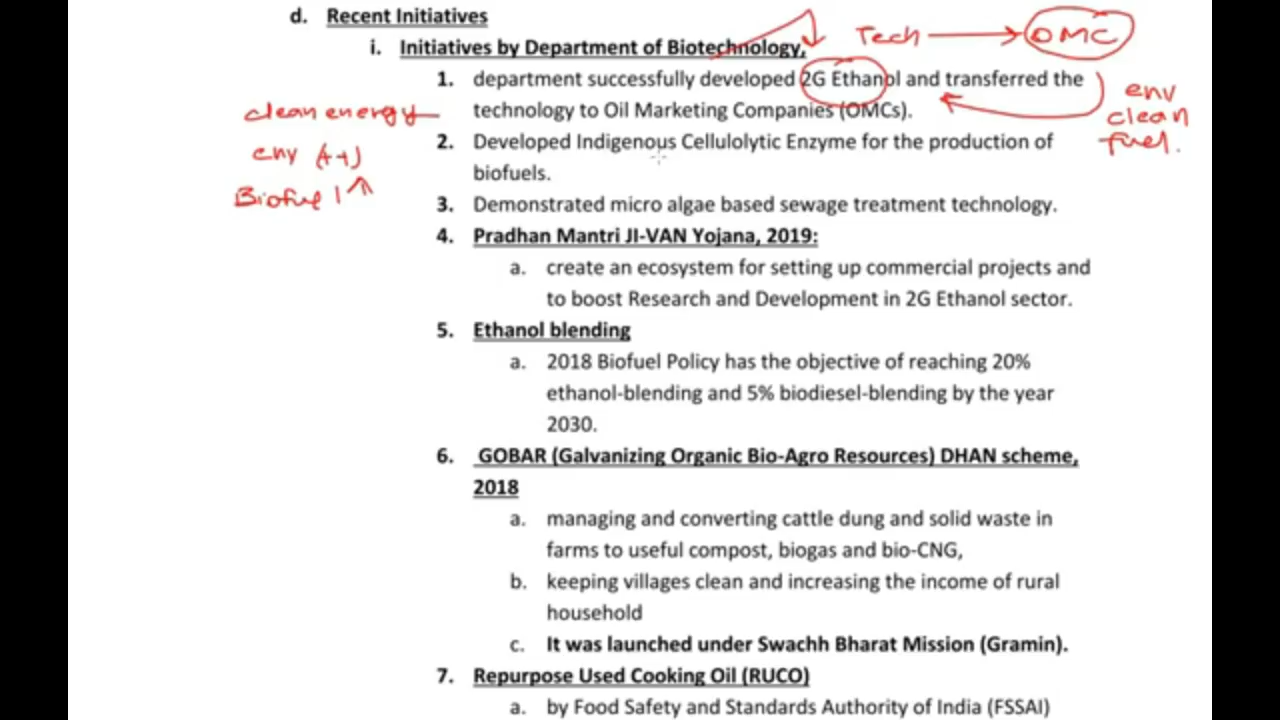 d. Recent Initiatives
i. Initiatives by Department of Biotechnology,
Tech → OMC
1. department successfully developed 2G Ethanol and transferred the
technology to Oil Marketing Companies (OMCs).
env
clean
fuel.
clean energy
env (++)
Biofuel ↑
2. Developed Indigenous Cellulolytic Enzyme for the production of
biofuels.
3. Demonstrated micro algae based sewage treatment technology.
4. Pradhan Mantri JI-VAN Yojana, 2019:
a. create an ecosystem for setting up commercial projects and
to boost Research and Development in 2G Ethanol sector.
5. Ethanol blending
a. 2018 Biofuel Policy has the objective of reaching 20%
ethanol-blending and 5% biodiesel-blending by the year
2030.
6. GOBAR (Galvanizing Organic Bio-Agro Resources) DHAN scheme,
2018
a. managing and converting cattle dung and solid waste in
farms to useful compost, biogas and bio-CNG,
b. keeping villages clean and increasing the income of rural
household
c. It was launched under Swachh Bharat Mission (Gramin).
7. Repurpose Used Cooking Oil (RUCO)
a. by Food Safety and Standards Authority of India (FSSAI)